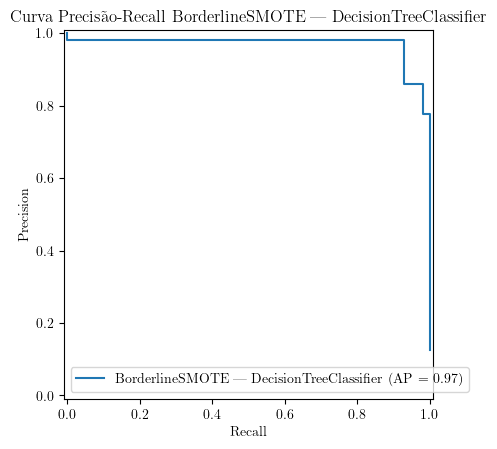 Curva Precisão-Recall BorderlineSMOTE — DecisionTreeClassifier
1.0
0.8
0.6
0.4
0.2
0.0
Precision
BorderlineSMOTE — DecisionTreeClassifier (AP = 0.97)
0.0 0.2 0.4 0.6 0.8 1.0
Recall